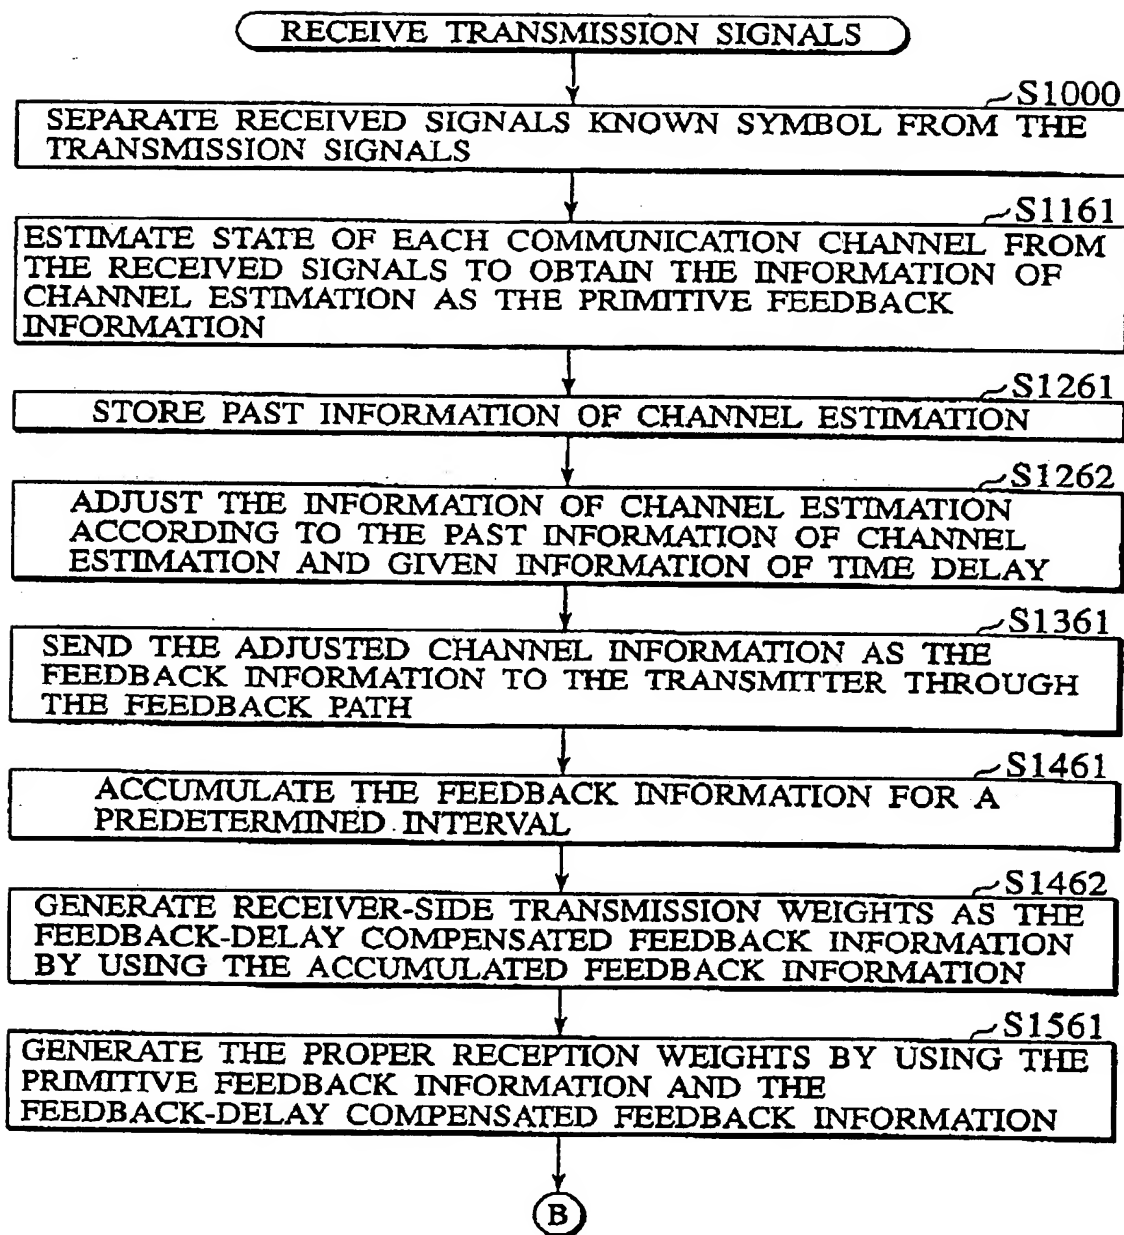 RECEIVE TRANSMISSION SIGNALS
S1000
SEPARATE RECEIVED SIGNALS KNOWN SYMBOL FROM THE
TRANSMISSION SIGNALS
S1161
ESTIMATE STATE OF EACH COMMUNICATION CHANNEL FROM
THE RECEIVED SIGNALS TO OBTAIN THE INFORMATION OF
CHANNEL ESTIMATION AS THE PRIMITIVE FEEDBACK
INFORMATION
S1261
STORE PAST INFORMATION OF CHANNEL ESTIMATION
S1262
ADJUST THE INFORMATION OF CHANNEL ESTIMATION
ACCORDING TO THE PAST INFORMATION OF CHANNEL
ESTIMATION AND GIVEN INFORMATION OF TIME DELAY
S1361
SEND THE ADJUSTED CHANNEL INFORMATION AS THE
FEEDBACK INFORMATION TO THE TRANSMITTER THROUGH
THE FEEDBACK PATH
S1461
ACCUMULATE THE FEEDBACK INFORMATION FOR A
PREDETERMINED INTERVAL
S1462
GENERATE RECEIVER-SIDE TRANSMISSION WEIGHTS AS THE
FEEDBACK-DELAY COMPENSATED FEEDBACK INFORMATION
BY USING THE ACCUMULATED FEEDBACK INFORMATION
S1561
GENERATE THE PROPER RECEPTION WEIGHTS BY USING THE
PRIMITIVE FEEDBACK INFORMATION AND THE
FEEDBACK-DELAY COMPENSATED FEEDBACK INFORMATION
B